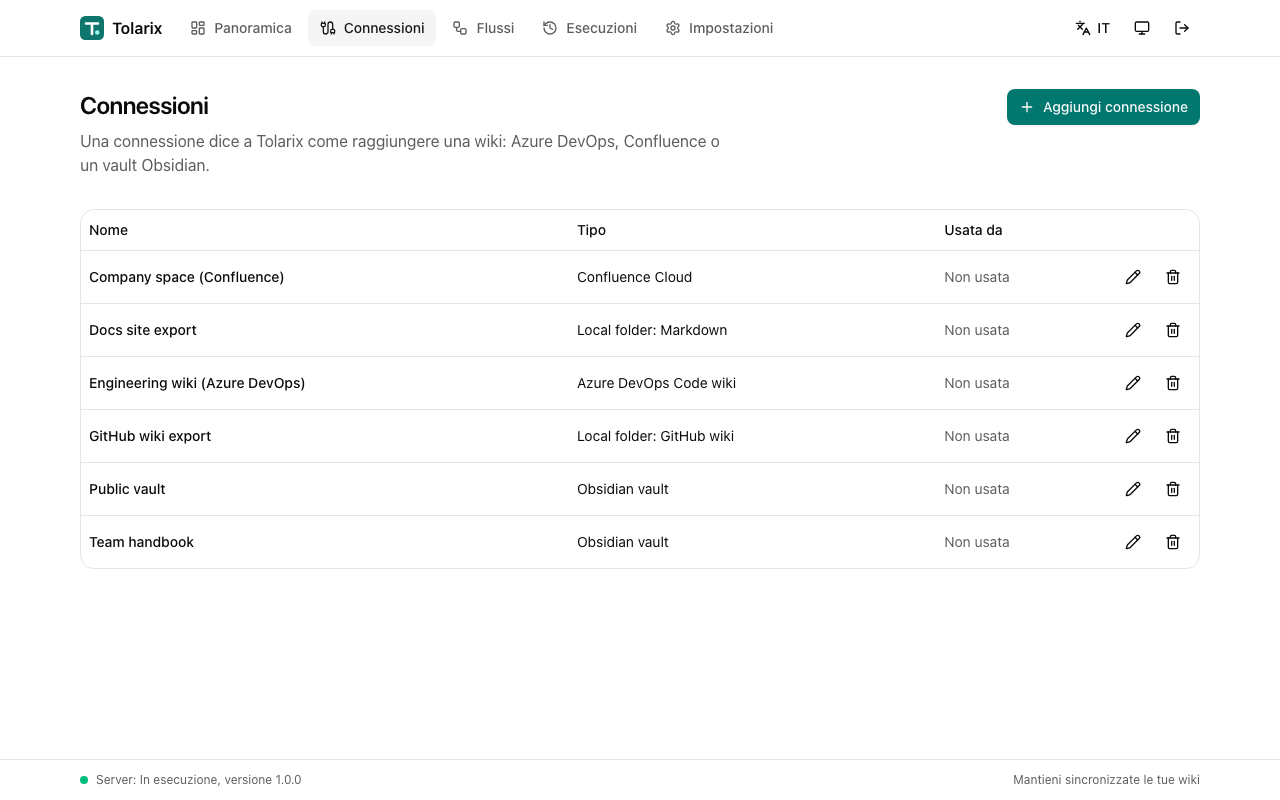 Tolarix
Panoramica
Connessioni
Flussi
Esecuzioni
Impostazioni
IT
Connessioni
Aggiungi connessione
Una connessione dice a Tolarix come raggiungere una wiki: Azure DevOps, Confluence o
un vault Obsidian.
Nome Tipo Usata da
Company space (Confluence) Confluence Cloud Non usata
Docs site export Local folder: Markdown Non usata
Engineering wiki (Azure DevOps) Azure DevOps Code wiki Non usata
GitHub wiki export Local folder: GitHub wiki Non usata
Public vault Obsidian vault Non usata
Team handbook Obsidian vault Non usata
Server: In esecuzione, versione 1.0.0
Mantieni sincronizzate le tue wiki